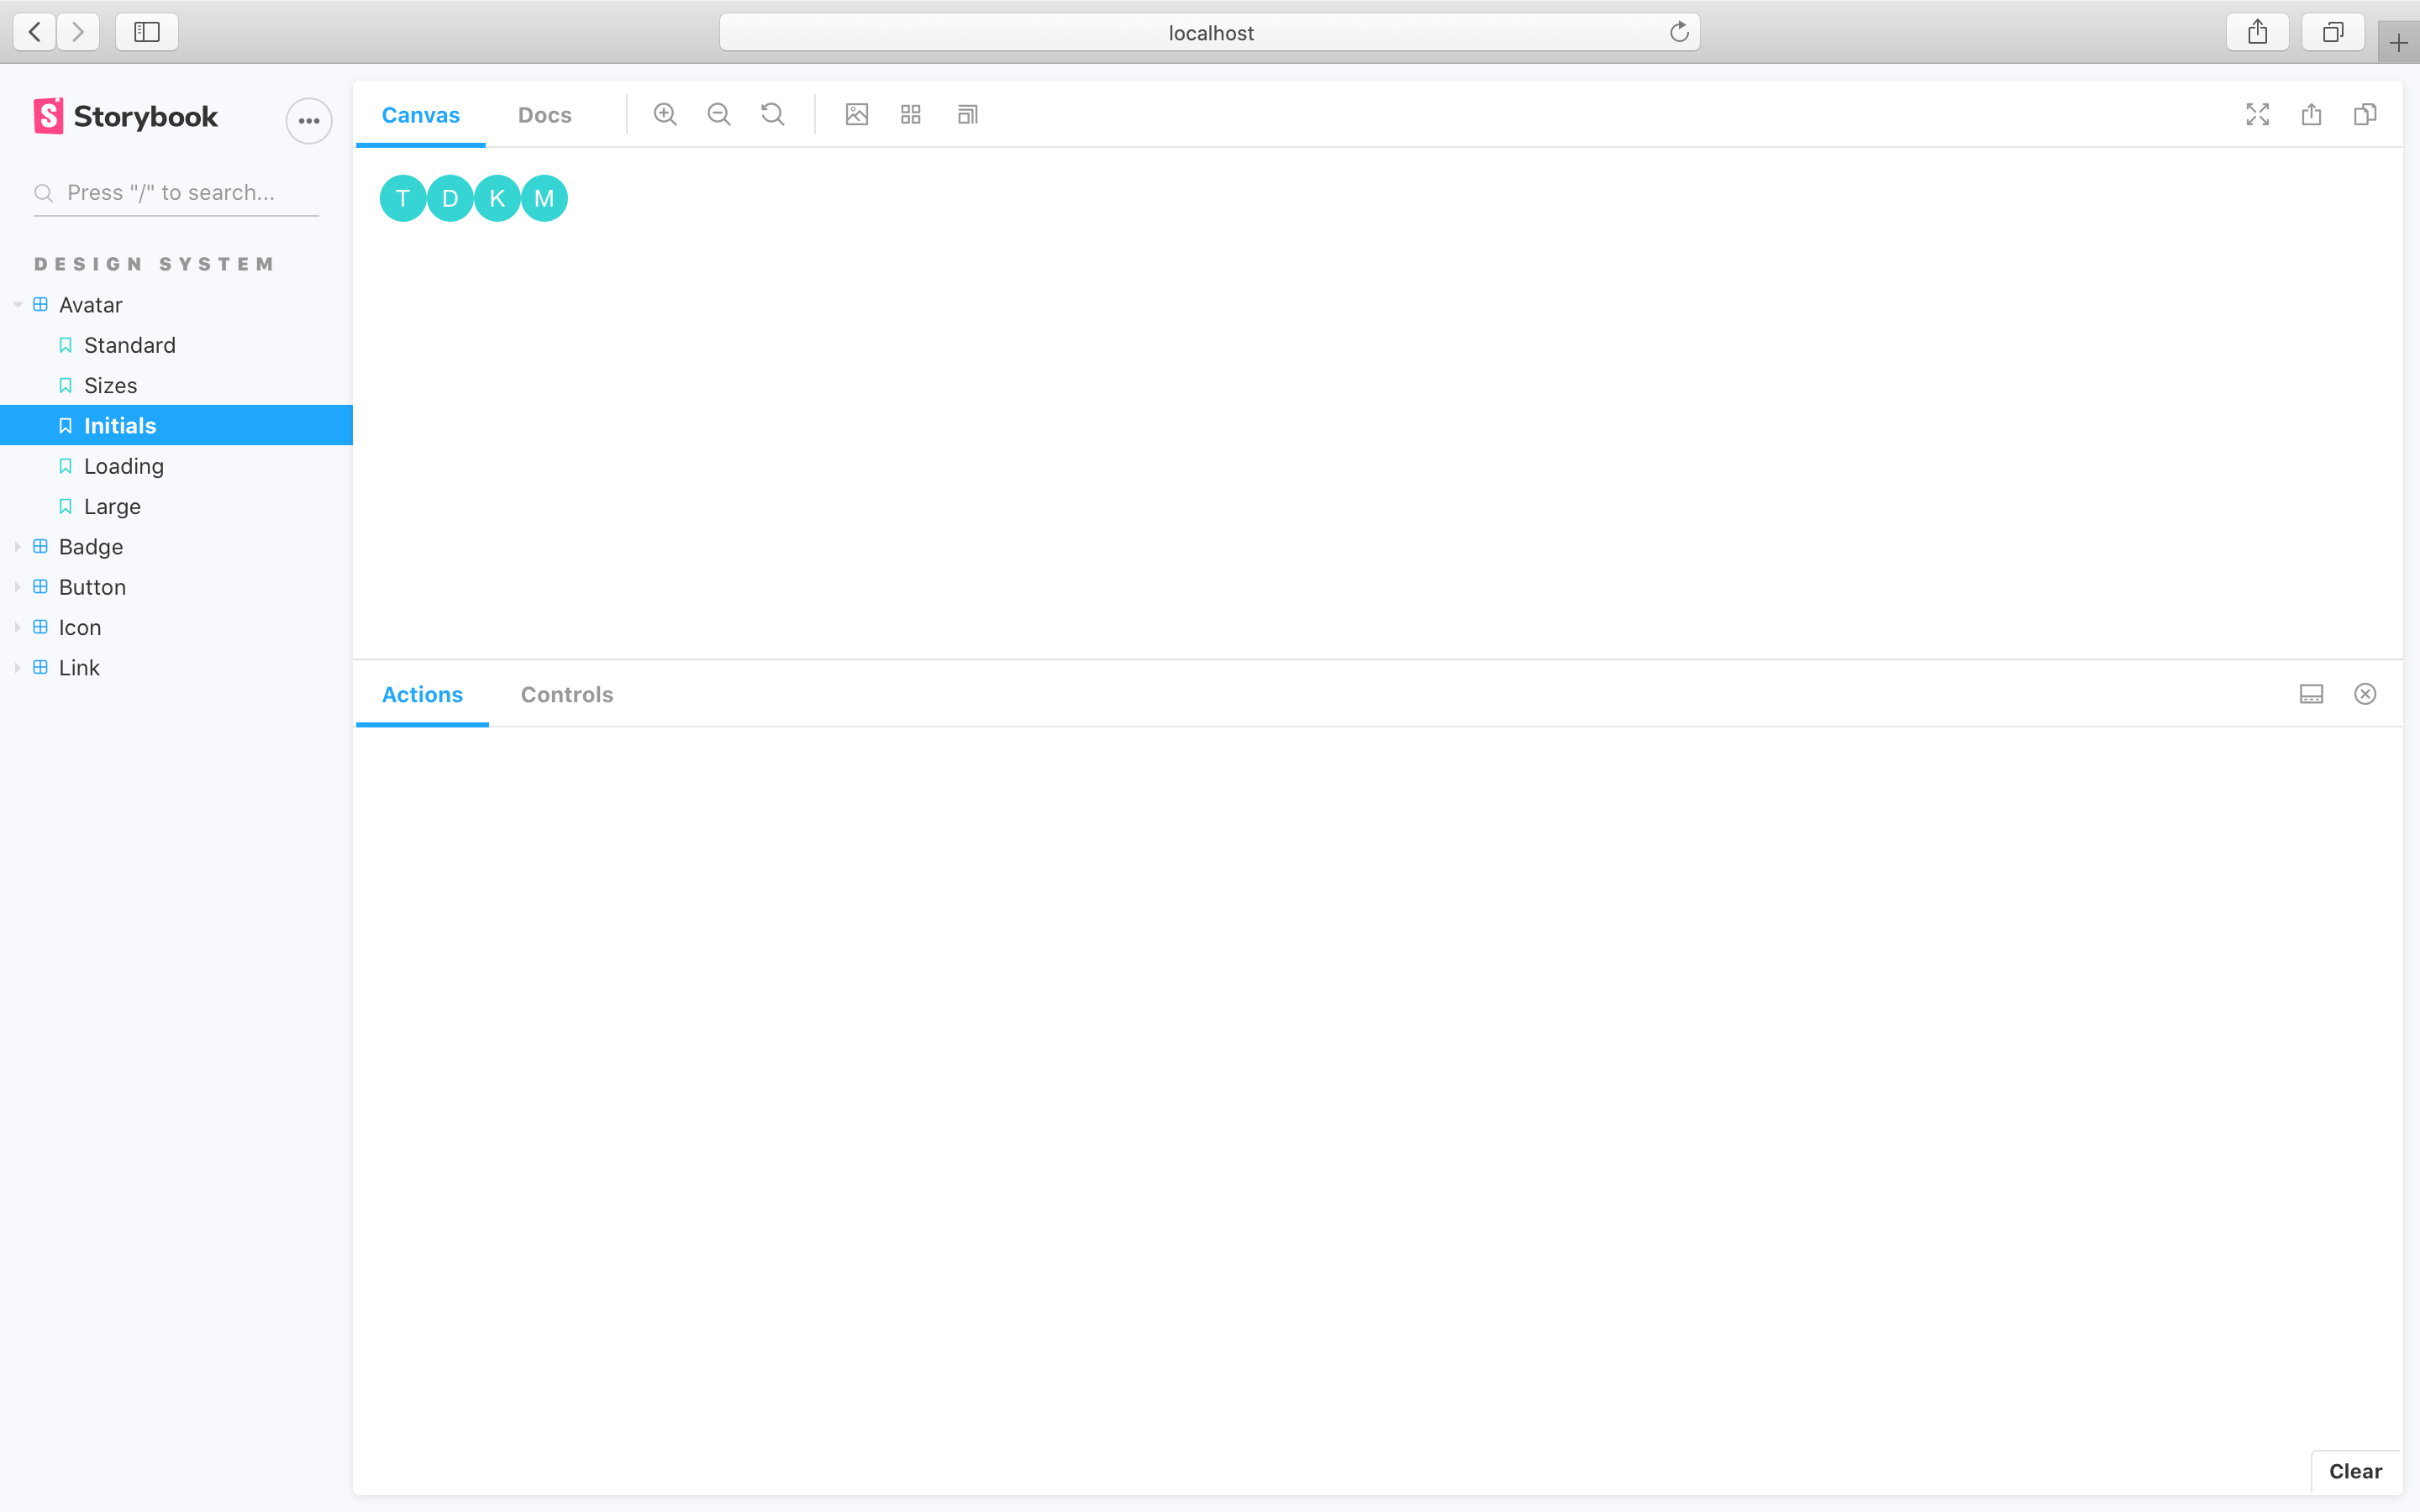 localhost
Storybook
Press "/" to search...
DESIGN SYSTEM
Avatar
Standard
Sizes
Initials
Loading
Large
Badge
Button
Icon
Link
Canvas
Docs
T D K M
Actions
Controls
Clear